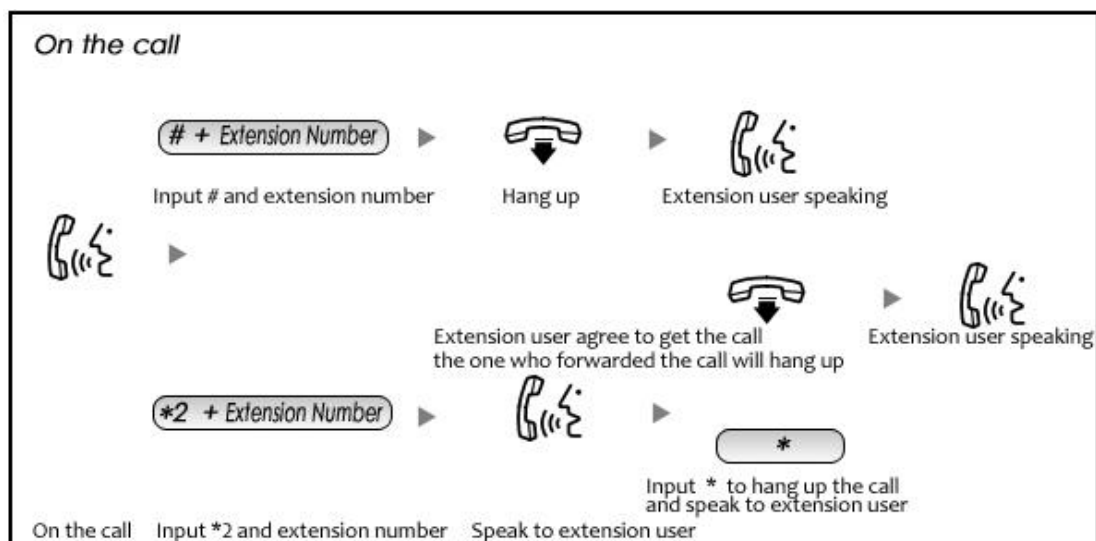 On the call
# + Extension Number
Input # and extension number
Hang up
Extension user speaking
Extension user agree to get the call
the one who forwarded the call will hang up
Extension user speaking
*2 + Extension Number
*
Input * to hang up the call
and speak to extension user
On the call
Input *2 and extension number
Speak to extension user